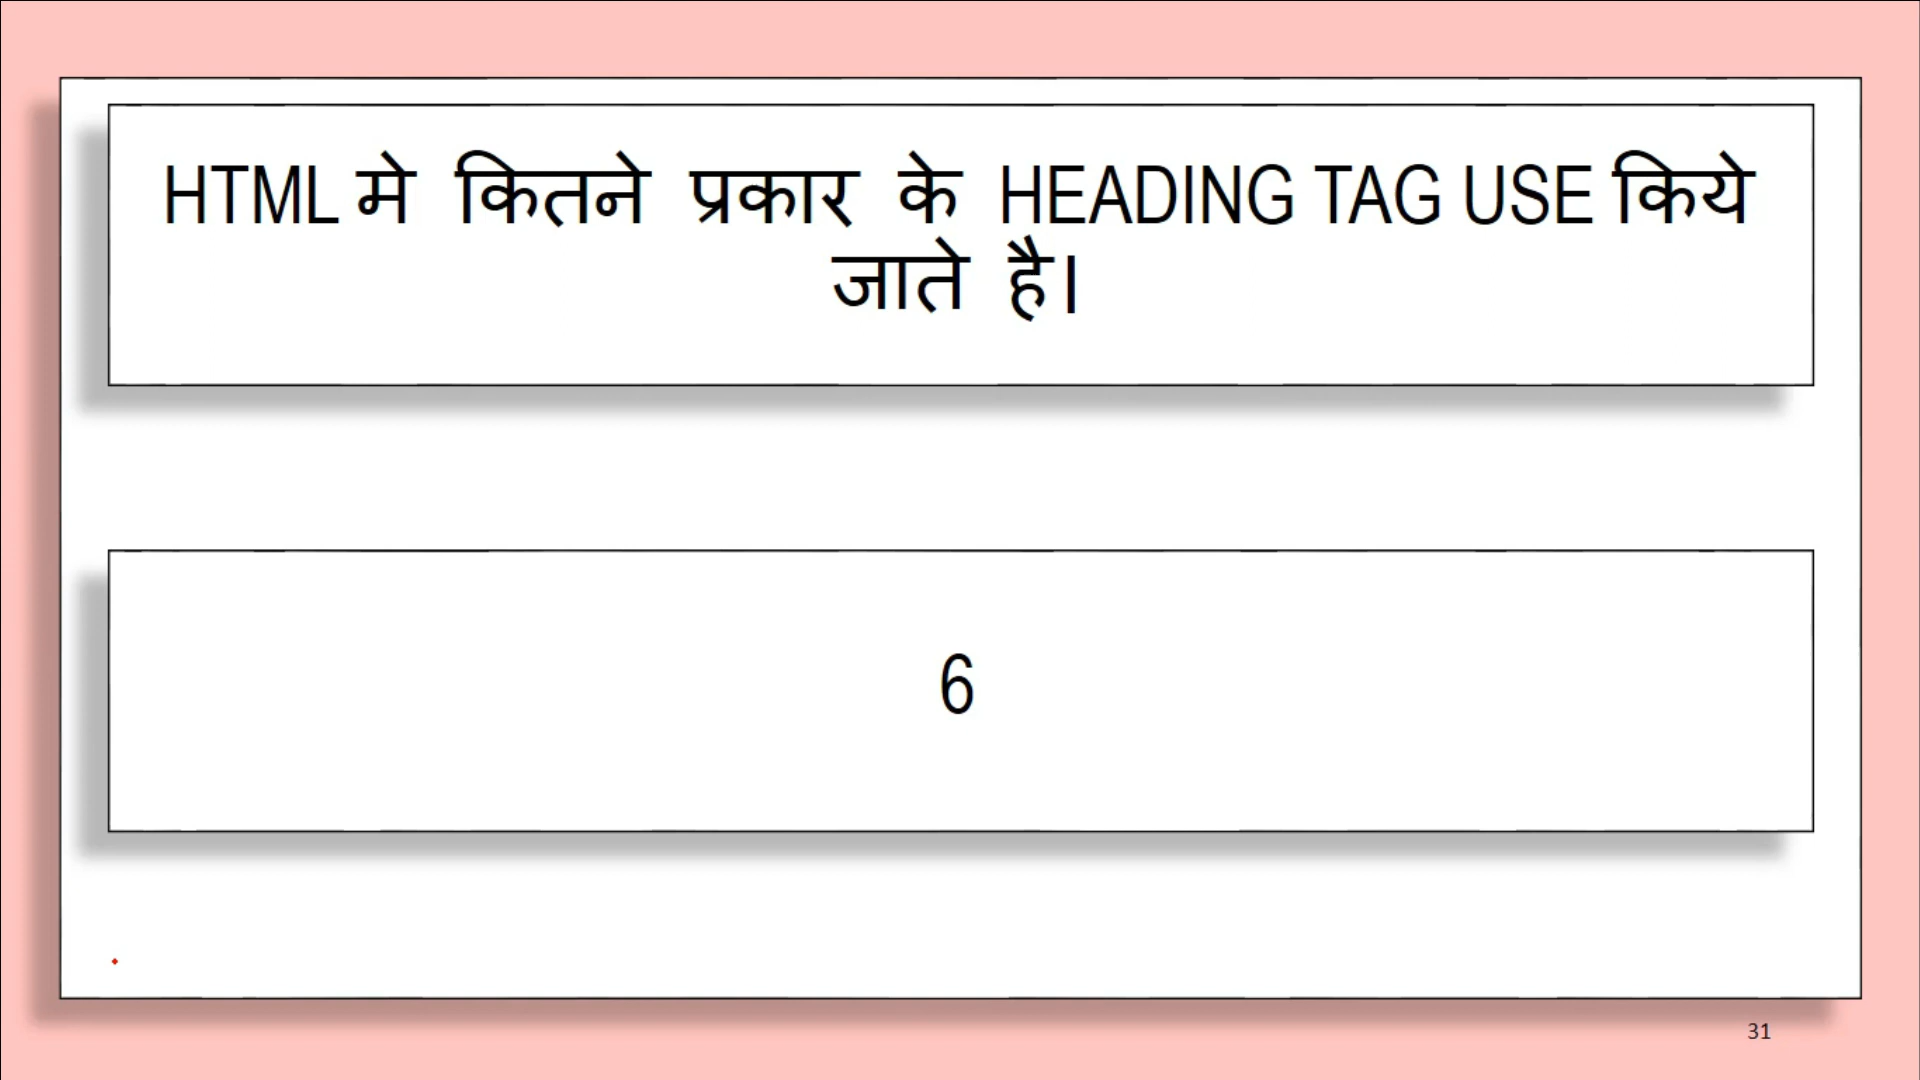 HTML मे कितने प्रकार के HEADING TAG USE किये
जाते है।
6
31